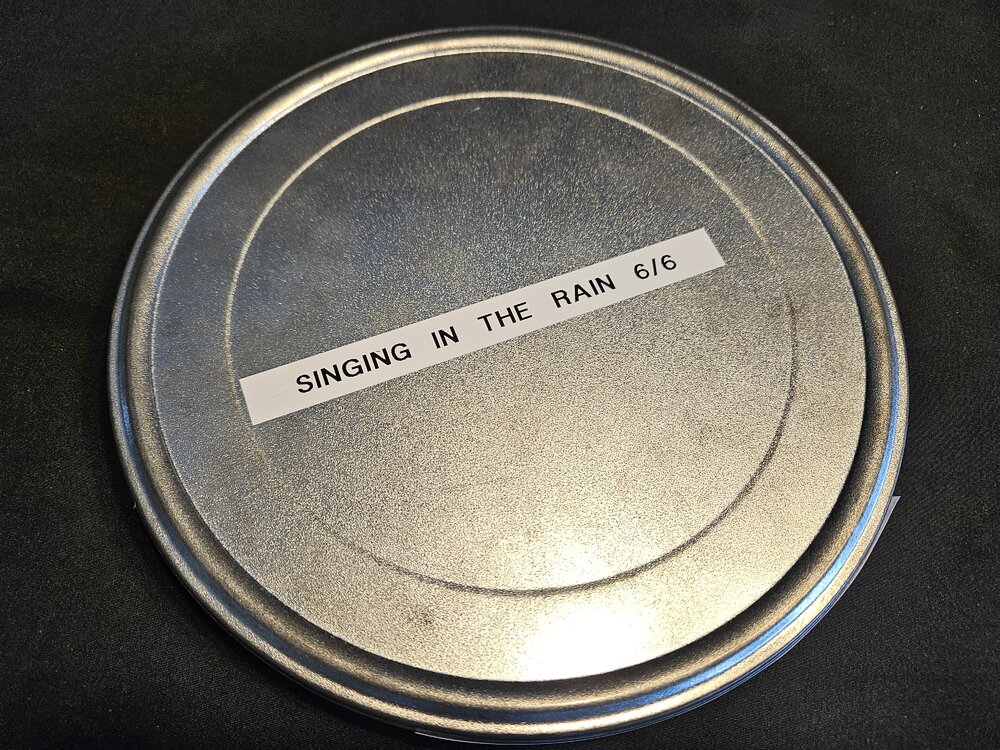 SINGING IN THE RAIN 6/6